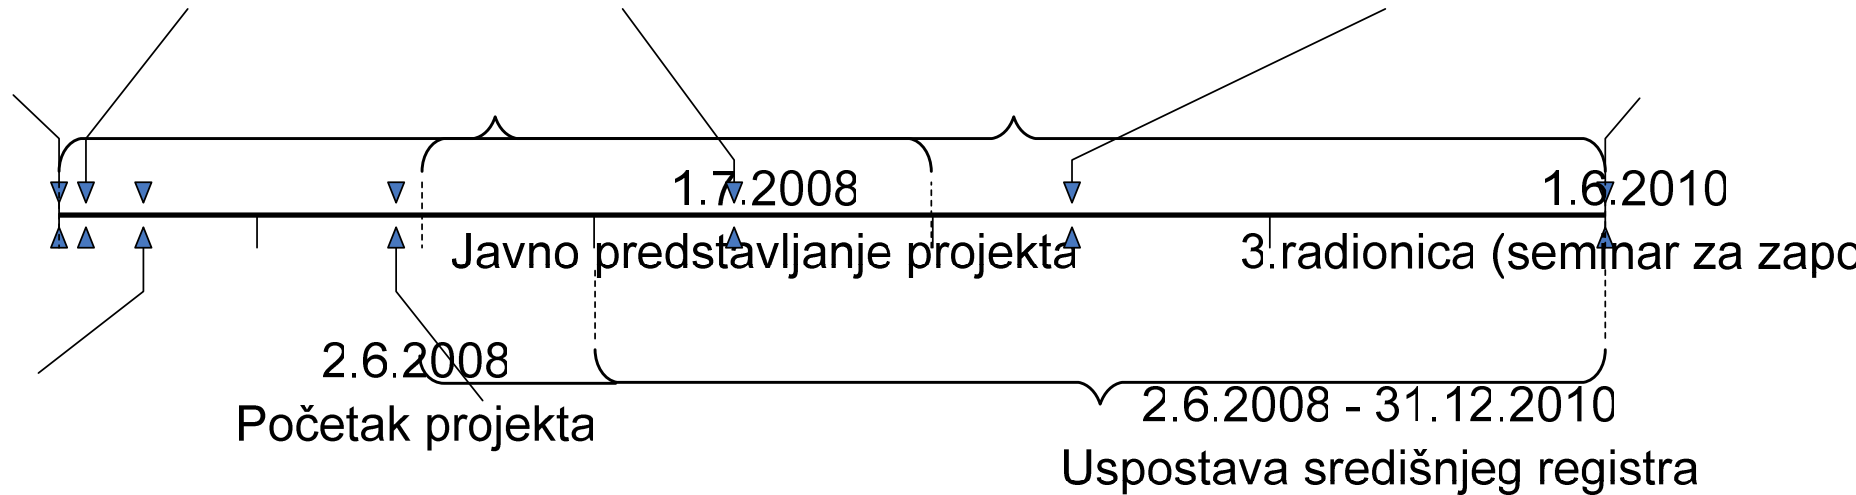 1.7.2008
Javno predstavljanje projekta
1.6.2010
3.radionica (seminar za
2.6.2008
Početak projekta
2.6.2008 - 31.12.2010
Uspostava središnjeg registra